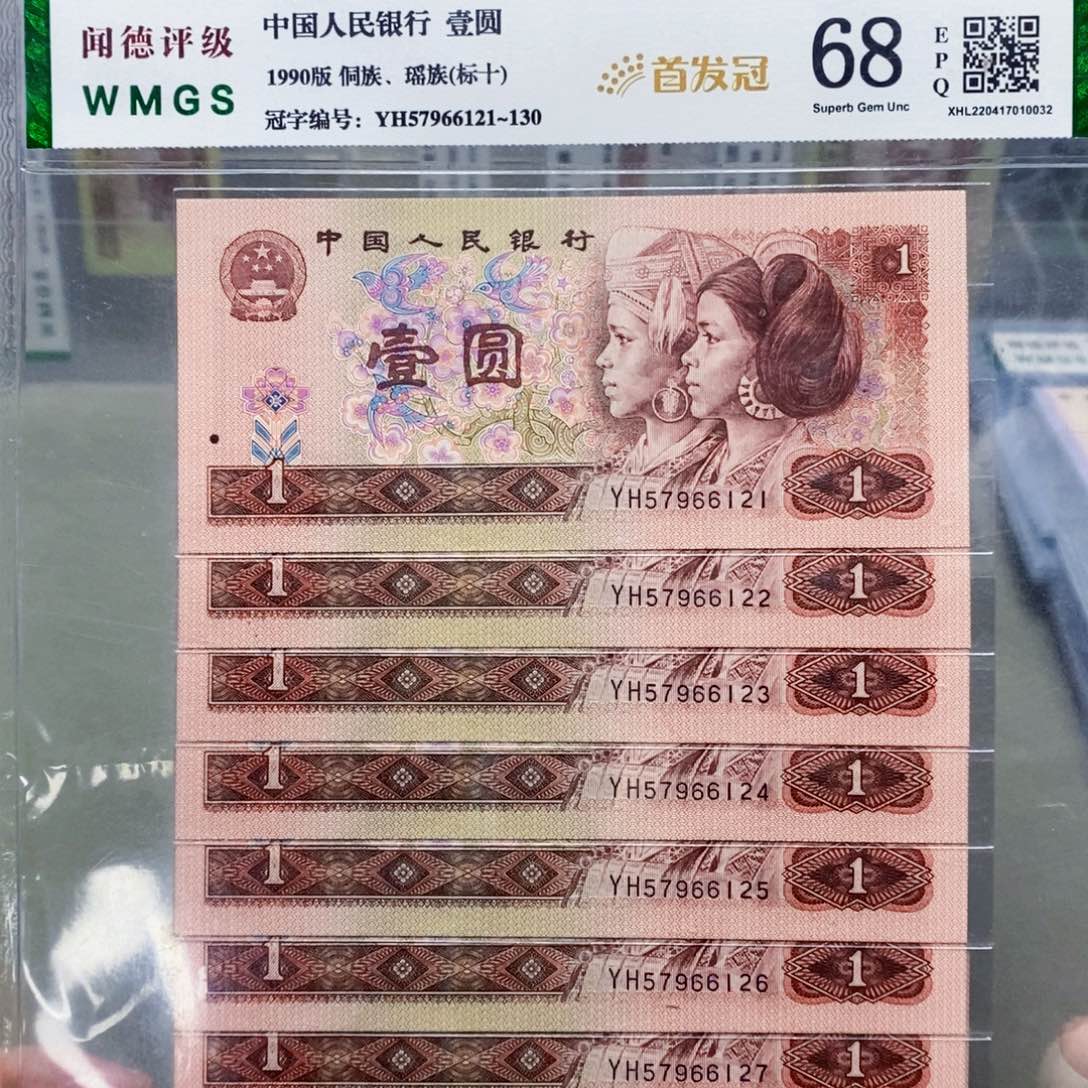 闻德评级
WMGS
中国人民银行 壹圆
1990版 侗族、瑶族(标十)
冠字编号：YH57966121~130
首发冠
68
Superb Gem Unc
EPQ
XHL220417010032
中国人民银行
1
壹圆
1
YH57966121
1
1
YH57966122
1
1
YH57966123
1
1
YH57966124
1
1
YH57966125
1
1
YH57966126
1
1
YH57966127
1